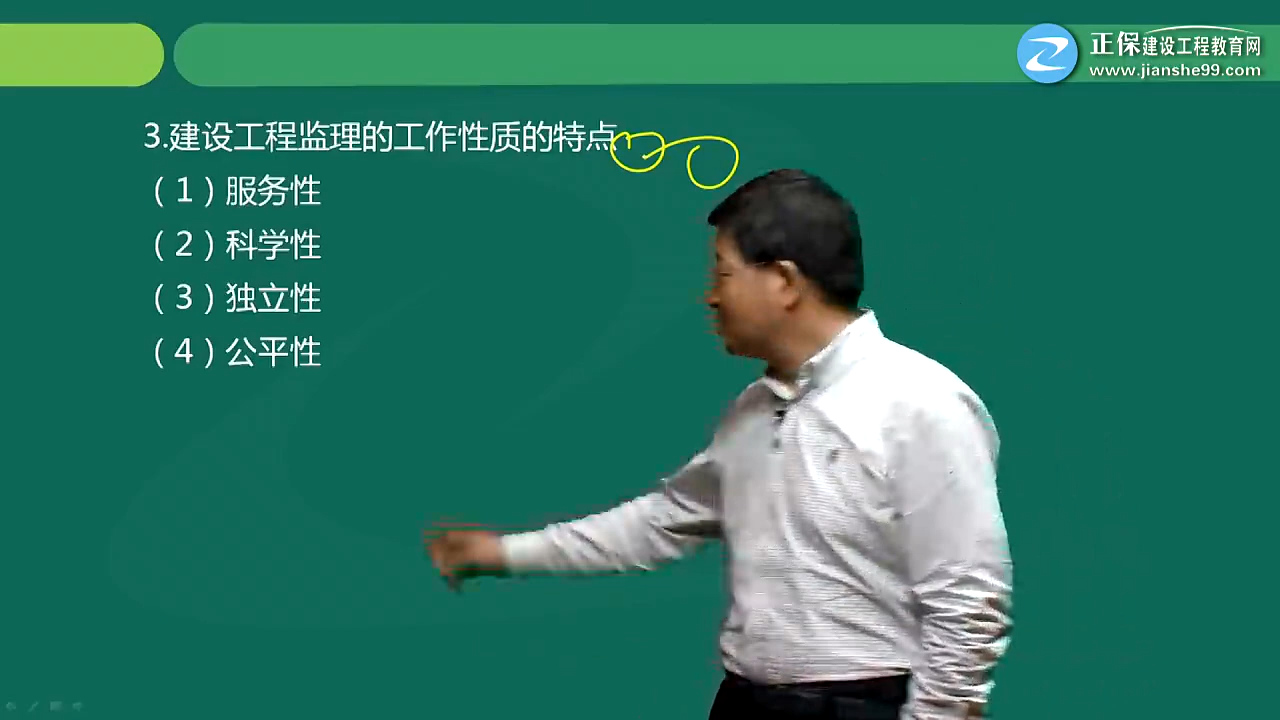 正保建设工程教育网
www.jianshe99.com
3.建设工程监理的工作性质的特点
（1）服务性
（2）科学性
（3）独立性
（4）公平性